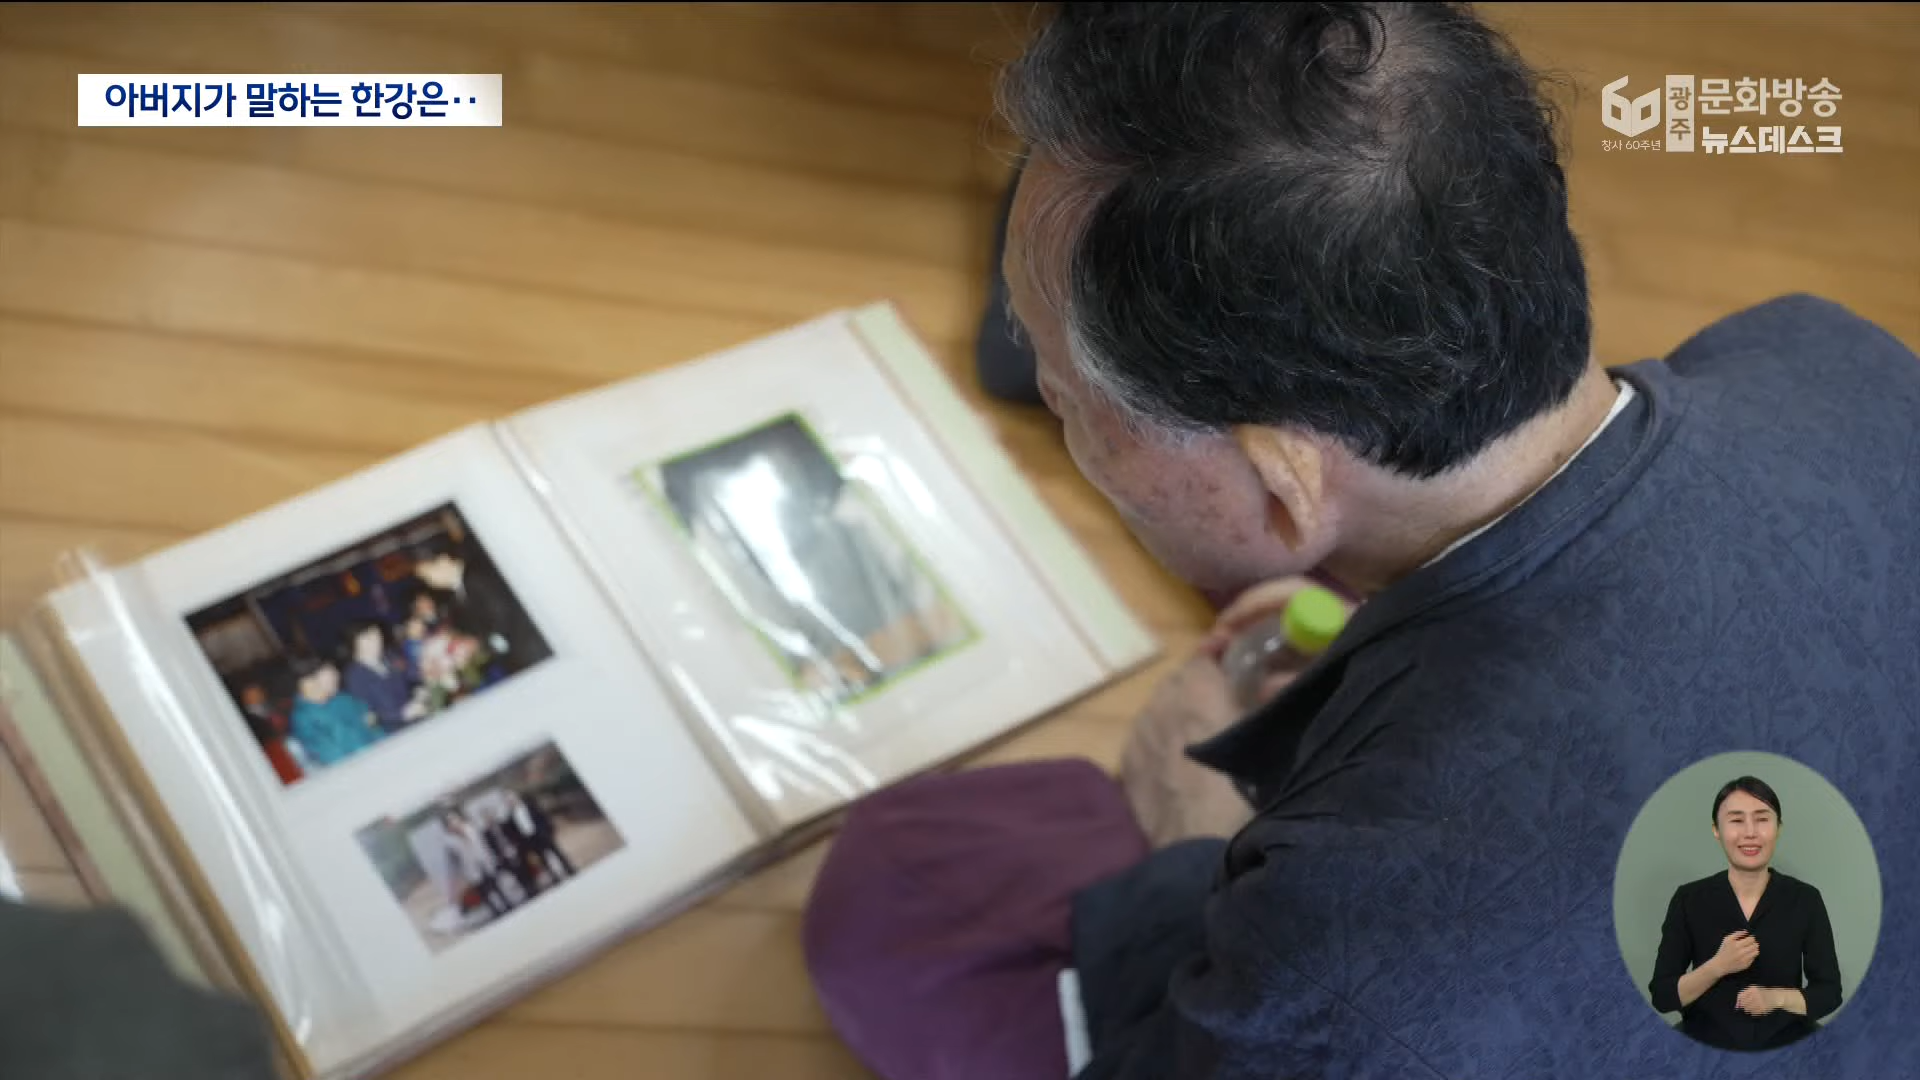 아버지가 말하는 한강은‥
광주 문화방송
뉴스데스크
60
창사 60주년